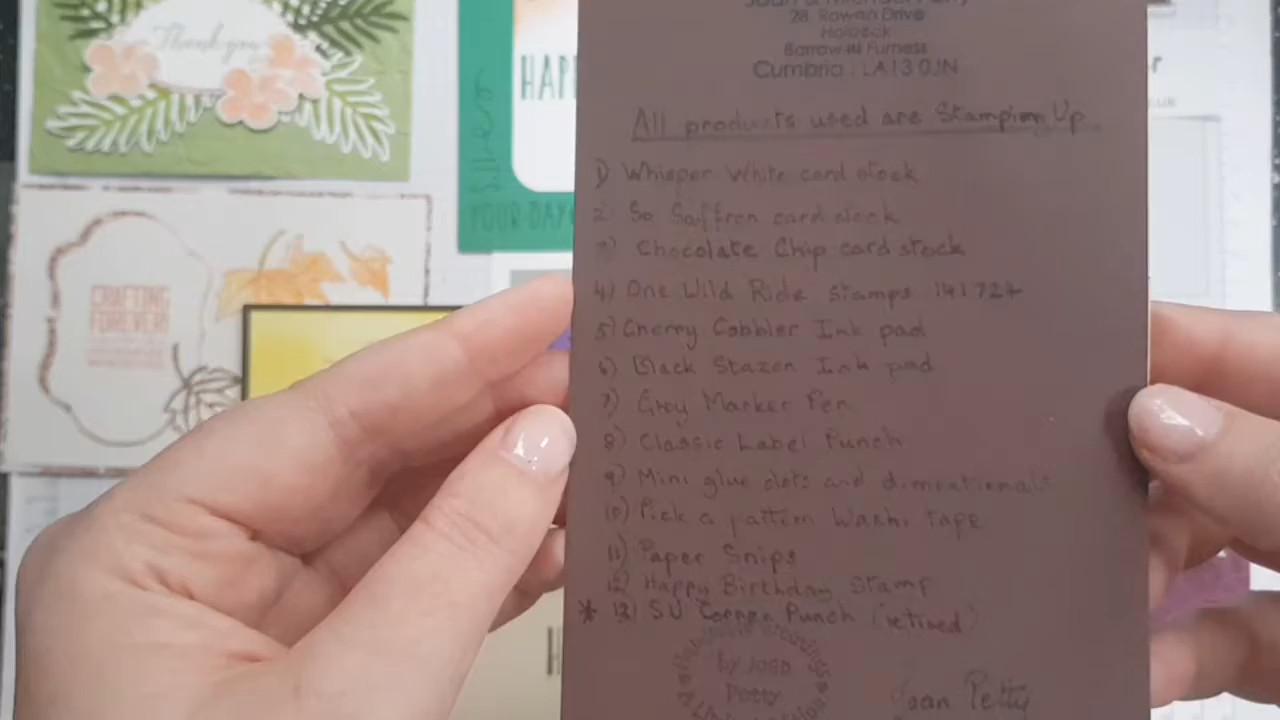 Thank you
HAPP
YOUR DAY
CRAFTING
FOREVER!
28, Rowan Drive
Holbeck
Barrow in Furness
Cumbria : LA13 0JN
All products used are Stamping Up
1) Whisper White card stock
2) So Saffron card stock
3) Chocolate Chip card stock
4) One Wild Ride Stamps 141724
5) Cherry Cobbler Ink pad
6) Black Stazon Ink pad
7) Grey Marker Pen
8) Classic Label Punch
9) Mini glue dots and dimentionals
10) Pick a pattern Washi Tape
11) Paper Snips
12) Happy Birthday Stamp
* 13) SU Corner Punch (retired)
by Joan
Petty
Joan Petty